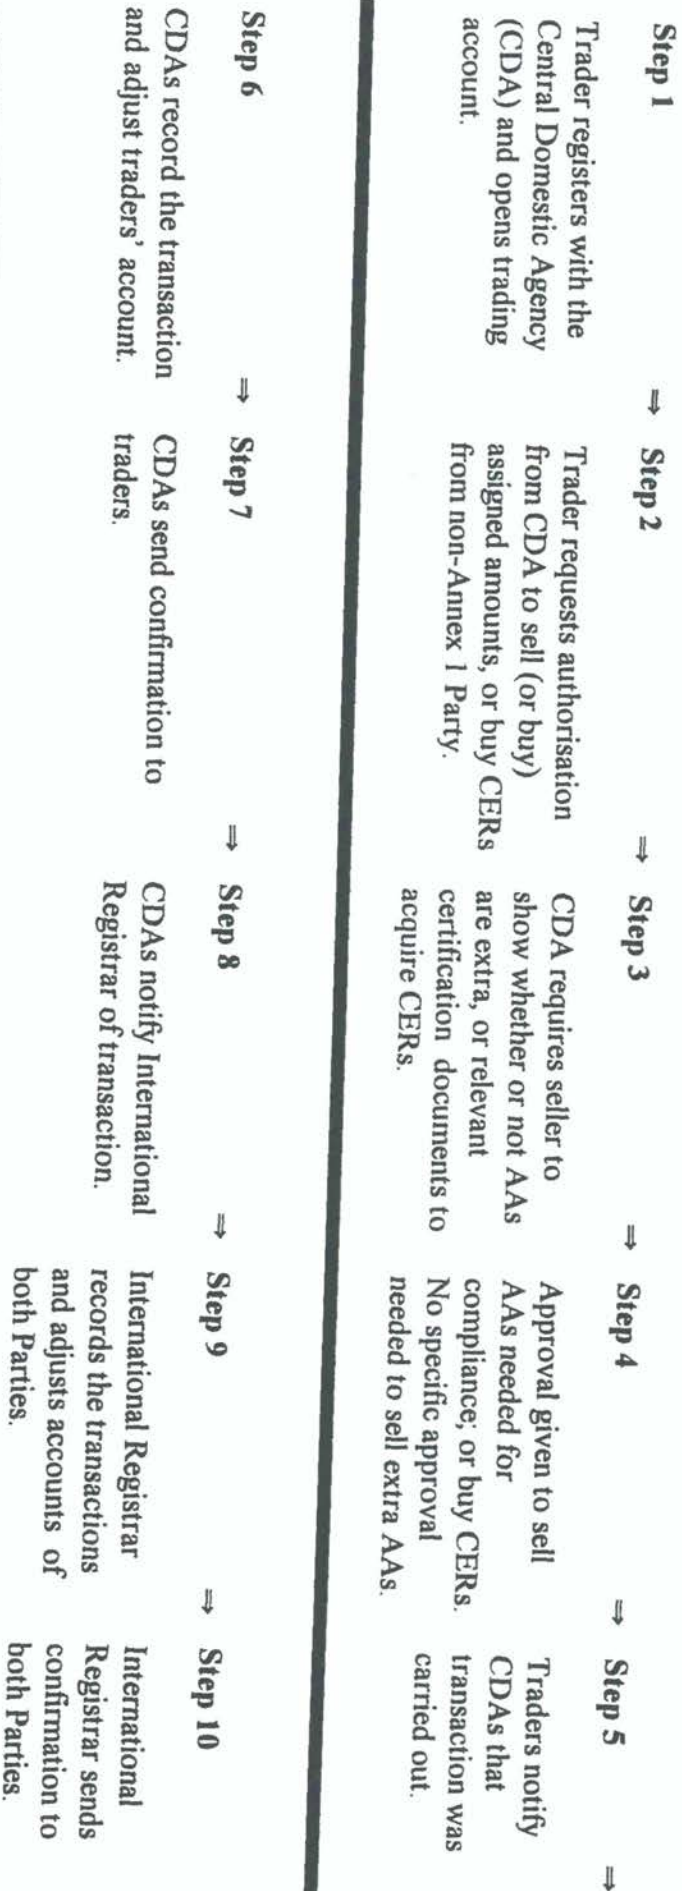 Step 1
Trader registers with the
Central Domestic Agency
(CDA) and opens trading
account.
⇒
Step 2
Trader requests authorisation
from CDA to sell (or buy)
assigned amounts, or buy CERs
from non-Annex 1 Party.
⇒
Step 3
CDA requires seller to
show whether or not AAs
are extra, or relevant
certification documents to
acquire CERs.
⇒
Step 4
Approval given to sell
AAs needed for
compliance; or buy CERs.
No specific approval
needed to sell extra AAs.
⇒
Step 5
Traders notify
CDAs that
transaction was
carried out.
⇒
Step 6
CDAs record the transaction
and adjust traders' account.
⇒
Step 7
CDAs send confirmation to
traders.
⇒
Step 8
CDAs notify International
Registrar of transaction.
⇒
Step 9
International Registrar
records the transactions
and adjusts accounts of
both Parties.
⇒
Step 10
International
Registrar sends
confirmation to
both Parties.